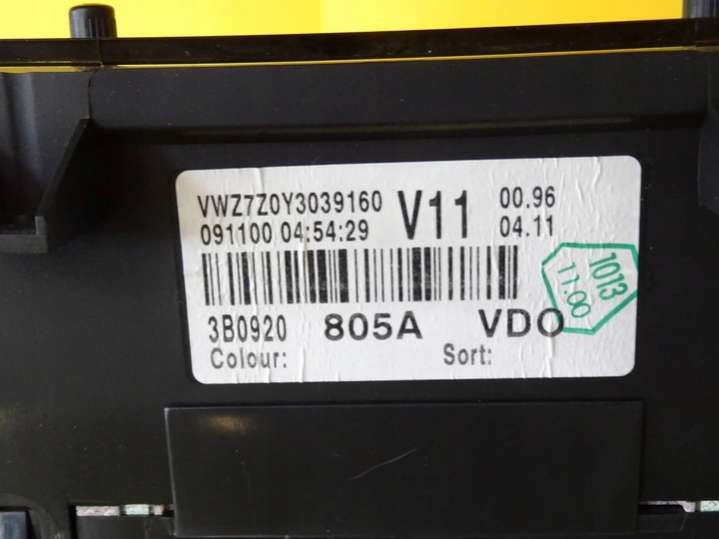 VWZ7Z0Y3039160 V11 00.96
091100 04:54:29 04.11
3B0920 805A VDO
Colour: Sort:
1013
11.00